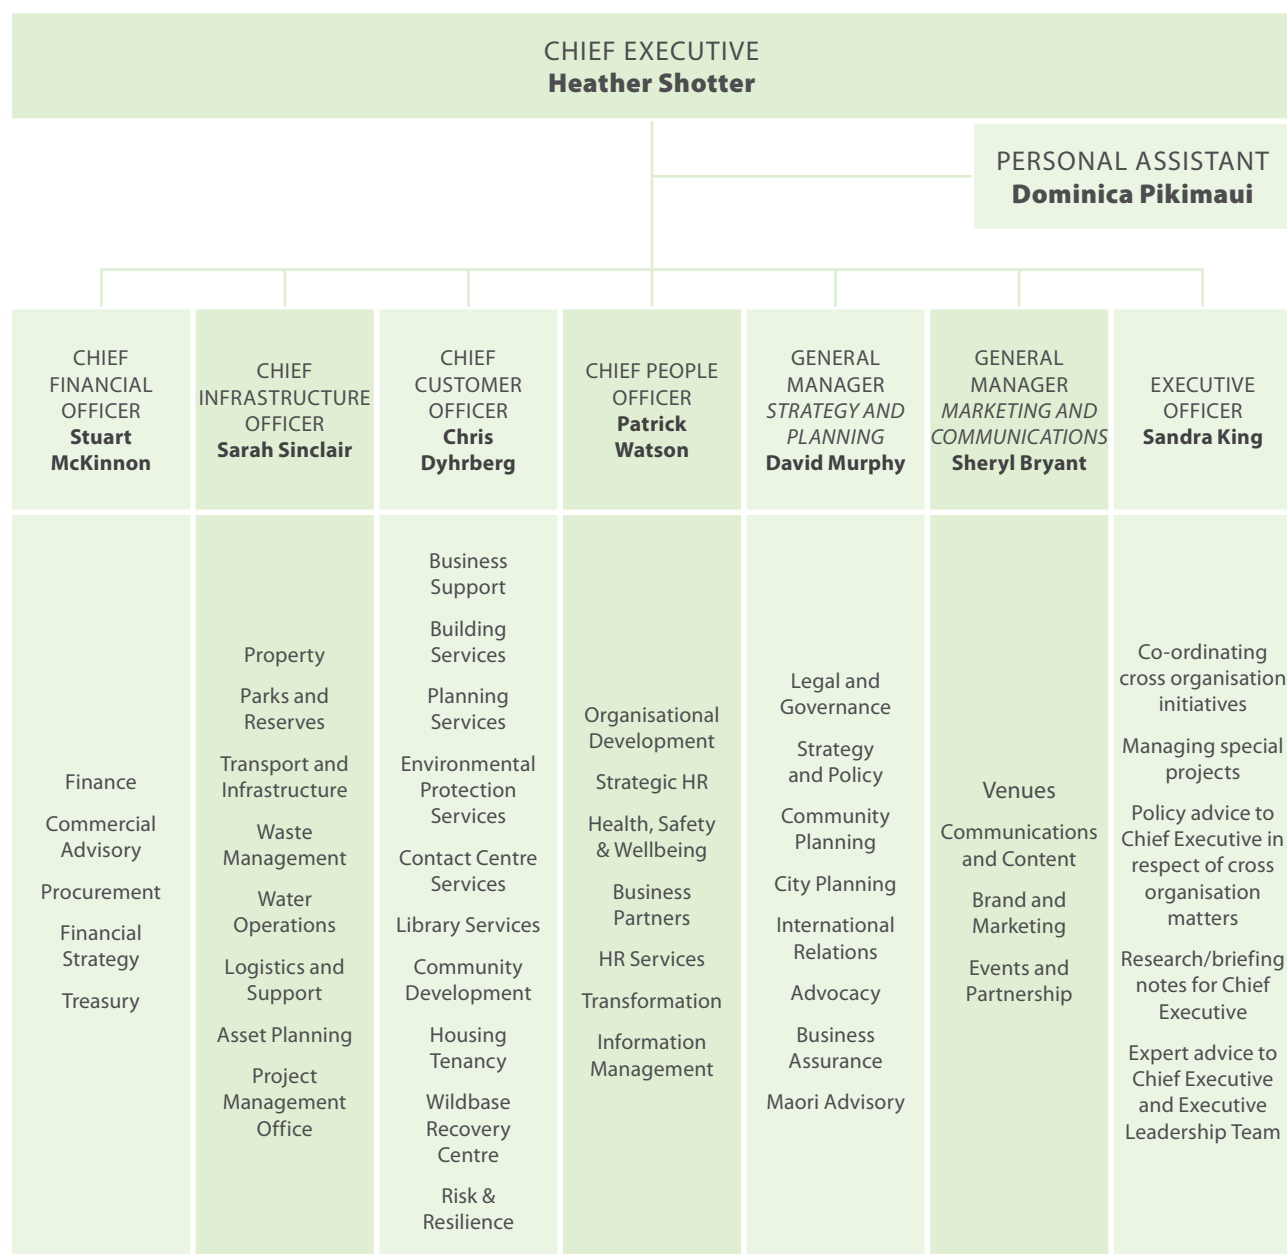 CHIEF EXECUTIVE
Heather Shotter
PERSONAL ASSISTANT
Dominica Pikimaui
CHIEF
FINANCIAL
OFFICER
Stuart
McKinnon
CHIEF
INFRASTRUCTURE
OFFICER
Sarah Sinclair
CHIEF
CUSTOMER
OFFICER
Chris
Dyhrberg
CHIEF PEOPLE
OFFICER
Patrick
Watson
GENERAL
MANAGER
STRATEGY AND
PLANNING
David Murphy
GENERAL
MANAGER
MARKETING AND
COMMUNICATIONS
Sheryl Bryant
EXECUTIVE
OFFICER
Sandra King
Finance
Commercial
Advisory
Procurement
Financial
Strategy
Treasury
Property
Parks and
Reserves
Transport and
Infrastructure
Waste
Management
Water
Operations
Logistics and
Support
Asset Planning
Project
Management
Office
Business
Support
Building
Services
Planning
Services
Environmental
Protection
Services
Contact Centre
Services
Library Services
Community
Development
Housing
Tenancy
Wildbase
Recovery
Centre
Risk &
Resilience
Organisational
Development
Strategic HR
Health, Safety
& Wellbeing
Business
Partners
HR Services
Transformation
Information
Management
Legal and
Governance
Strategy
and Policy
Community
Planning
City Planning
International
Relations
Advocacy
Business
Assurance
Maori Advisory
Venues
Communications
and Content
Brand and
Marketing
Events and
Partnership
Co-ordinating
cross organisation
initiatives
Managing special
projects
Policy advice to
Chief Executive in
respect of cross
organisation
matters
Research/briefing
notes for Chief
Executive
Expert advice to
Chief Executive
and Executive
Leadership Team